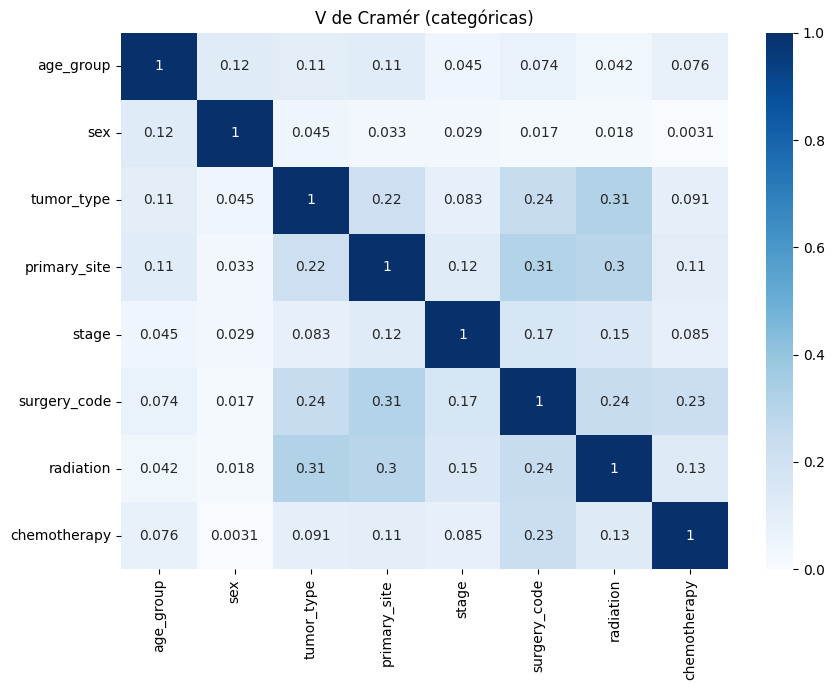 V de Cramér (categóricas)
age_group 1 0.12 0.11 0.11 0.045 0.074 0.042 0.076
sex 0.12 1 0.045 0.033 0.029 0.017 0.018 0.0031
tumor_type 0.11 0.045 1 0.22 0.083 0.24 0.31 0.091
primary_site 0.11 0.033 0.22 1 0.12 0.31 0.3 0.11
stage 0.045 0.029 0.083 0.12 1 0.17 0.15 0.085
surgery_code 0.074 0.017 0.24 0.31 0.17 1 0.24 0.23
radiation 0.042 0.018 0.31 0.3 0.15 0.24 1 0.13
chemotherapy 0.076 0.0031 0.091 0.11 0.085 0.23 0.13 1
age_group sex tumor_type primary_site stage surgery_code radiation chemotherapy
1.0
0.8
0.6
0.4
0.2
0.0